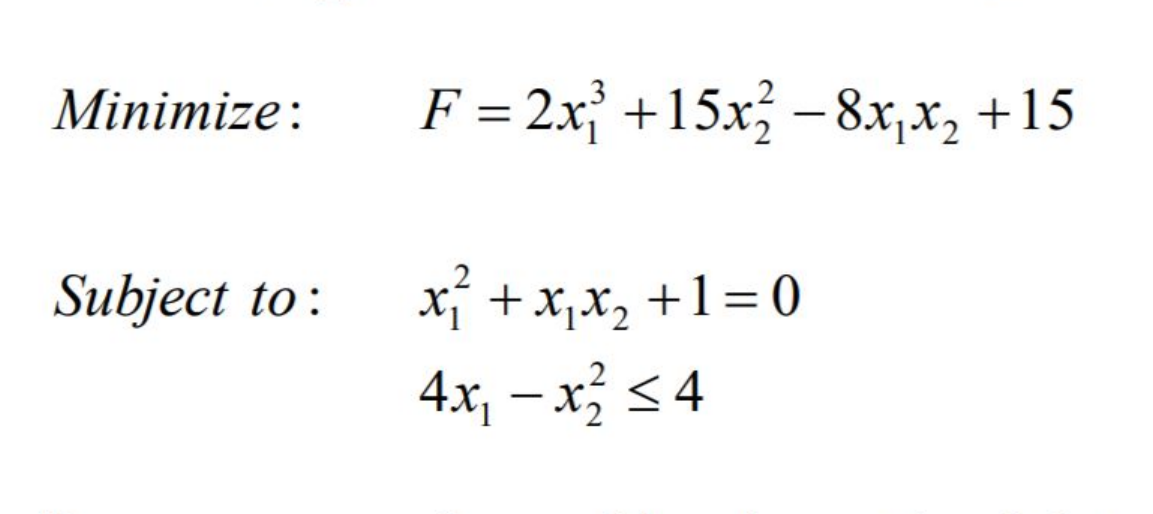 Minimize: F = 2x₁³ + 15x₂² − 8x₁x₂ + 15
Subject to: x₁² + x₁x₂ + 1 = 0
4x₁ − x₂² ≤ 4